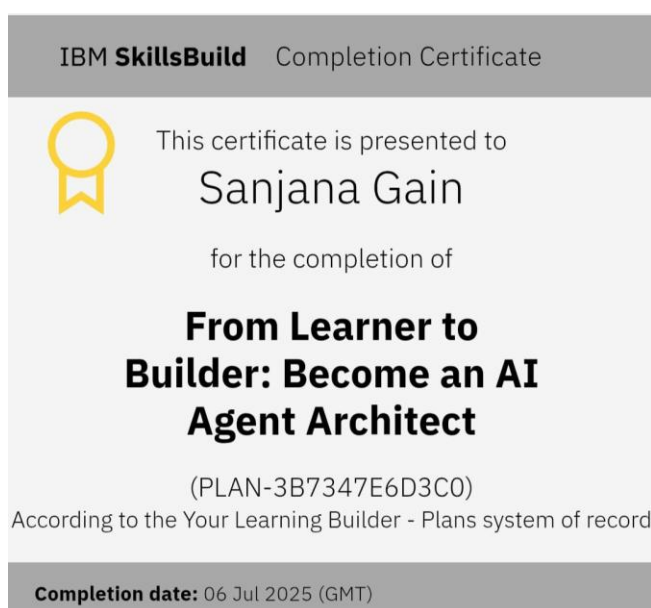 IBM SkillsBuild Completion Certificate
This certificate is presented to
Sanjana Gain
for the completion of
From Learner to
Builder: Become an AI
Agent Architect
(PLAN-3B7347E6D3C0)
According to the Your Learning Builder - Plans system of record
Completion date: 06 Jul 2025 (GMT)